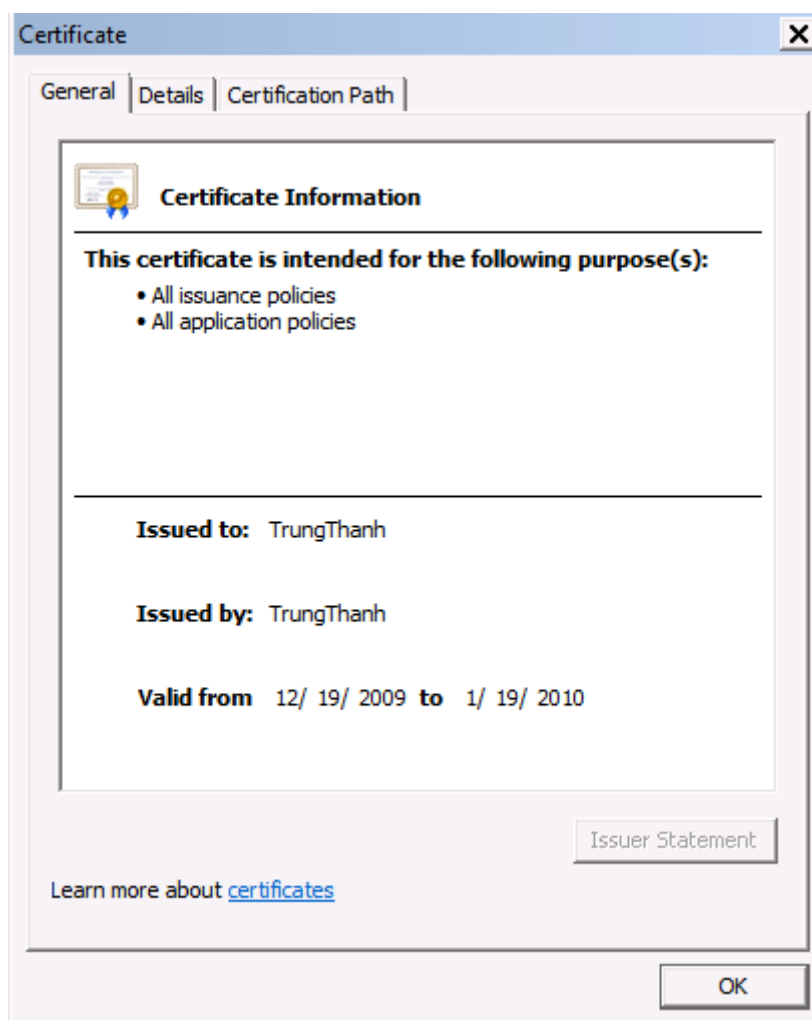 Certificate
General Details Certification Path
Certificate Information
This certificate is intended for the following purpose(s):
• All issuance policies
• All application policies
Issued to: TrungThanh
Issued by: TrungThanh
Valid from 12/ 19/ 2009 to 1/ 19/ 2010
Issuer Statement
Learn more about certificates
OK